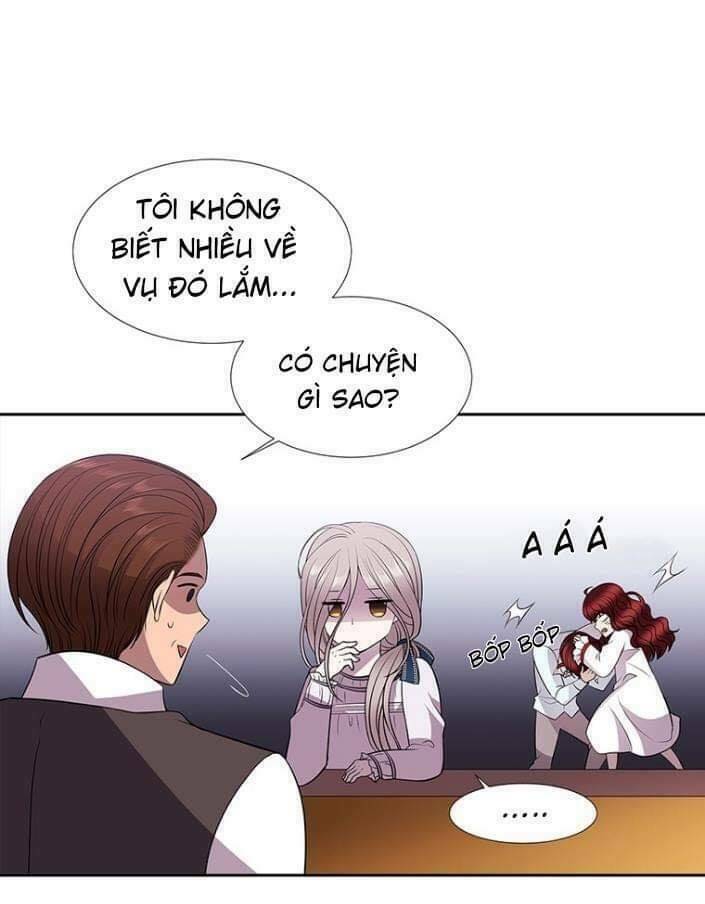 TÔI KHÔNG
BIẾT NHIỀU VỀ
VỤ ĐÓ LẮM...
CÓ CHUYỆN
GÌ SAO?
A Á Á
BỐP BỐP
.....